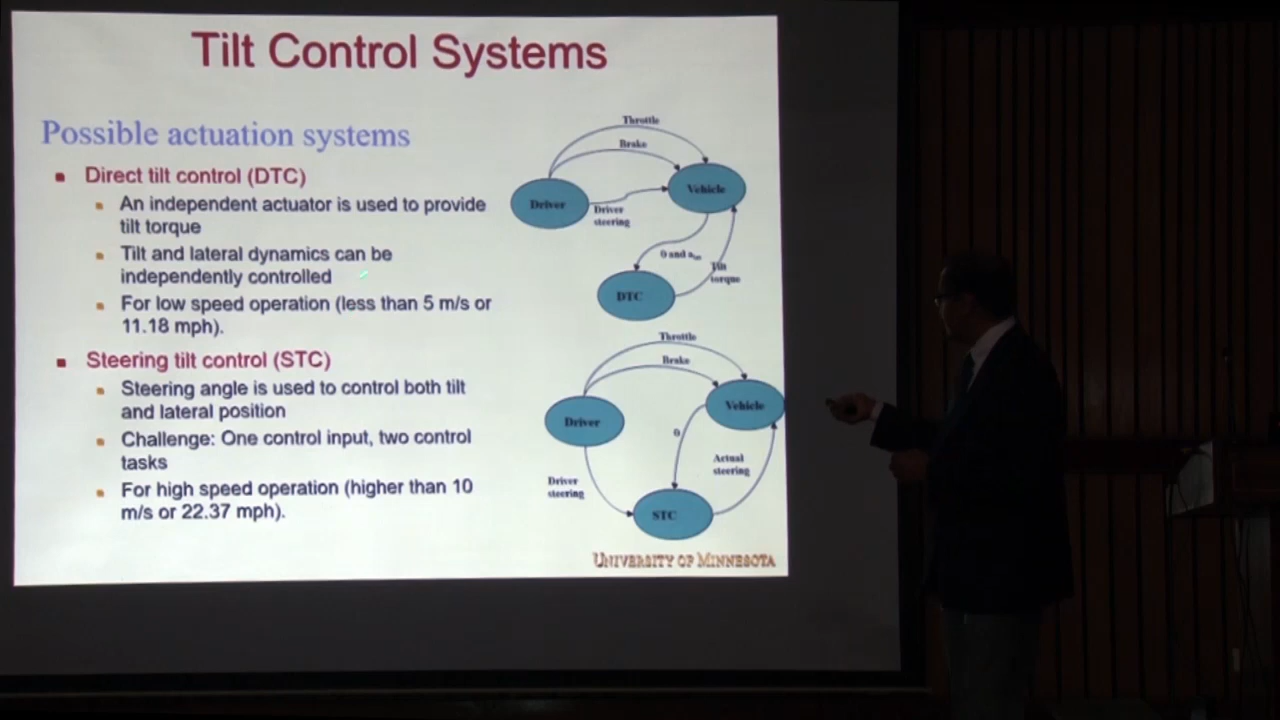 Tilt Control Systems
Possible actuation systems
Direct tilt control (DTC)
An independent actuator is used to provide
tilt torque
Tilt and lateral dynamics can be
independently controlled
For low speed operation (less than 5 m/s or
11.18 mph).
Steering tilt control (STC)
Steering angle is used to control both tilt
and lateral position
Challenge: One control input, two control
tasks
For high speed operation (higher than 10
m/s or 22.37 mph).
Throttle
Brake
Driver
Vehicle
Driver
steering
θ and a
Tilt
torque
DTC
Throttle
Brake
Driver
Vehicle
θ
Actual
steering
Driver
steering
STC
UNIVERSITY OF MINNESOTA